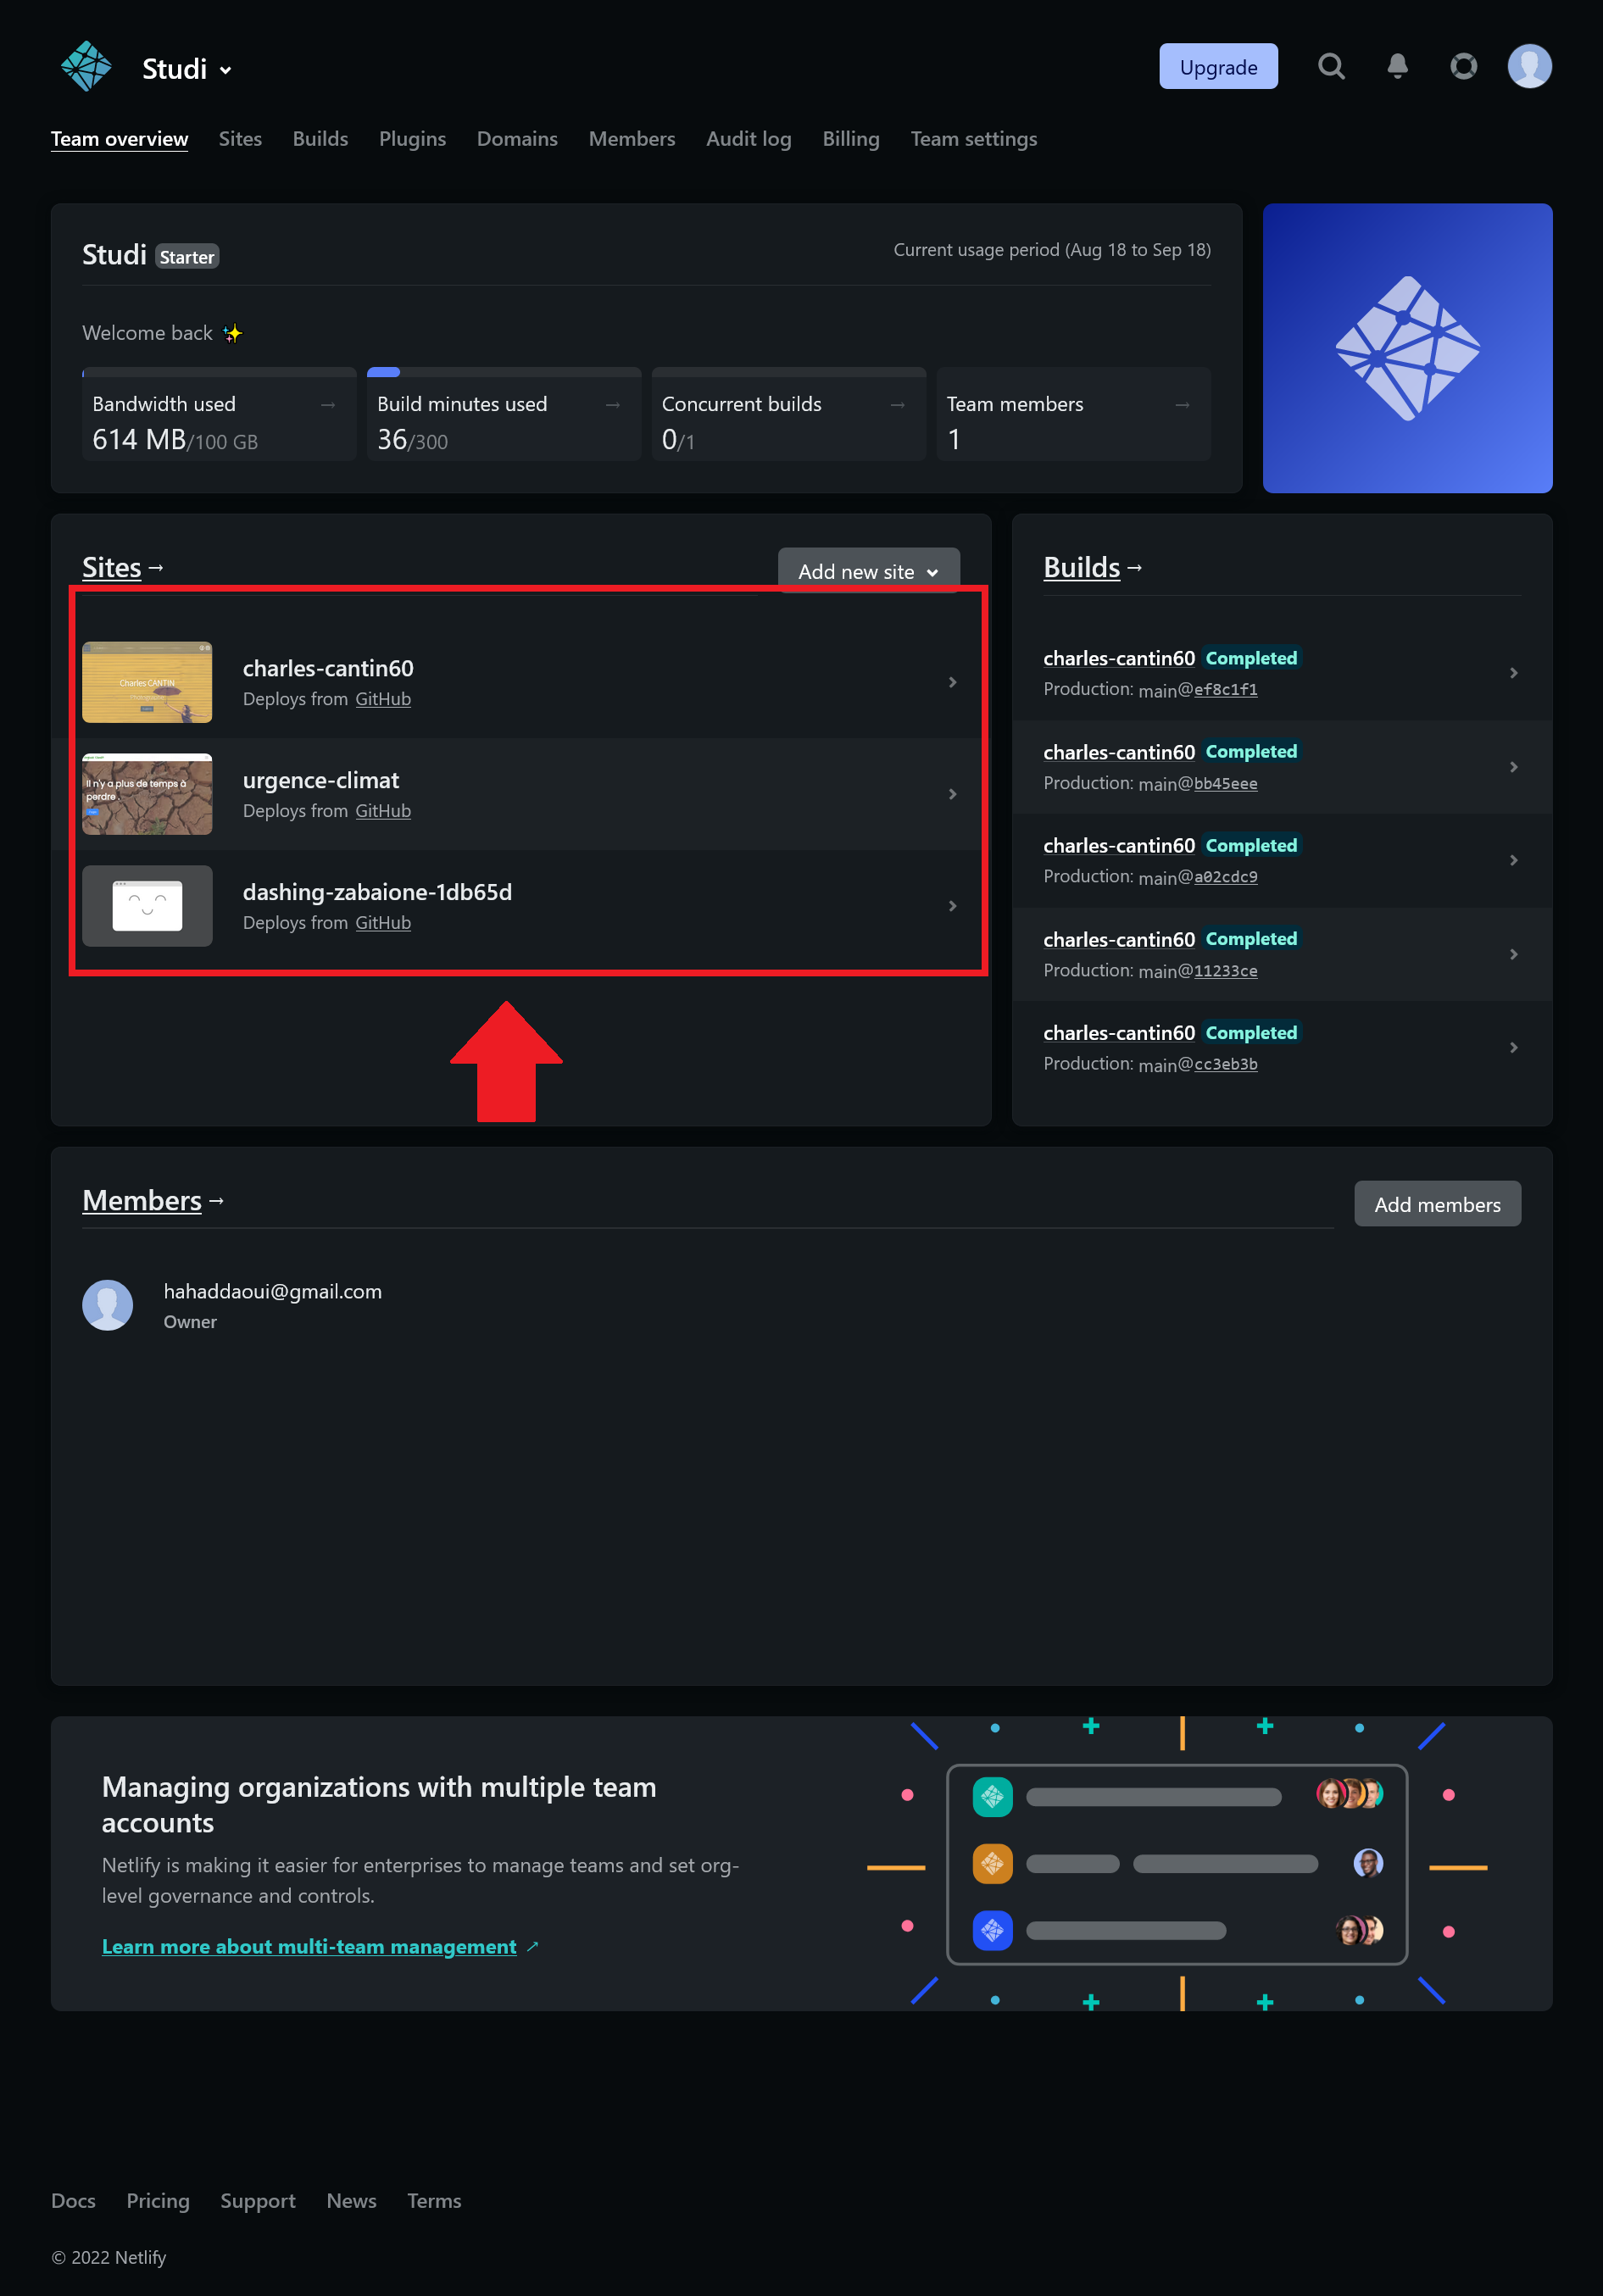 Studi
Upgrade
Team overview Sites Builds Plugins Domains Members Audit log Billing Team settings
Studi Starter
Current usage period (Aug 18 to Sep 18)
Welcome back ✨
Bandwidth used →
614 MB/100 GB
Build minutes used →
36/300
Concurrent builds →
0/1
Team members →
1
Sites →
Add new site
Charles CANTIN
charles-cantin60
Deploys from GitHub
Il n'y a plus de temps à
perdre
urgence-climat
Deploys from GitHub
dashing-zabaione-1db65d
Deploys from GitHub
Builds →
charles-cantin60 Completed
Production: main@ef8c1f1
charles-cantin60 Completed
Production: main@bb45eee
charles-cantin60 Completed
Production: main@a02cdc9
charles-cantin60 Completed
Production: main@11233ce
charles-cantin60 Completed
Production: main@cc3eb3b
Members →
Add members
hahaddaoui@gmail.com
Owner
Managing organizations with multiple team
accounts
Netlify is making it easier for enterprises to manage teams and set org-
level governance and controls.
Learn more about multi-team management ↗
Docs Pricing Support News Terms
© 2022 Netlify